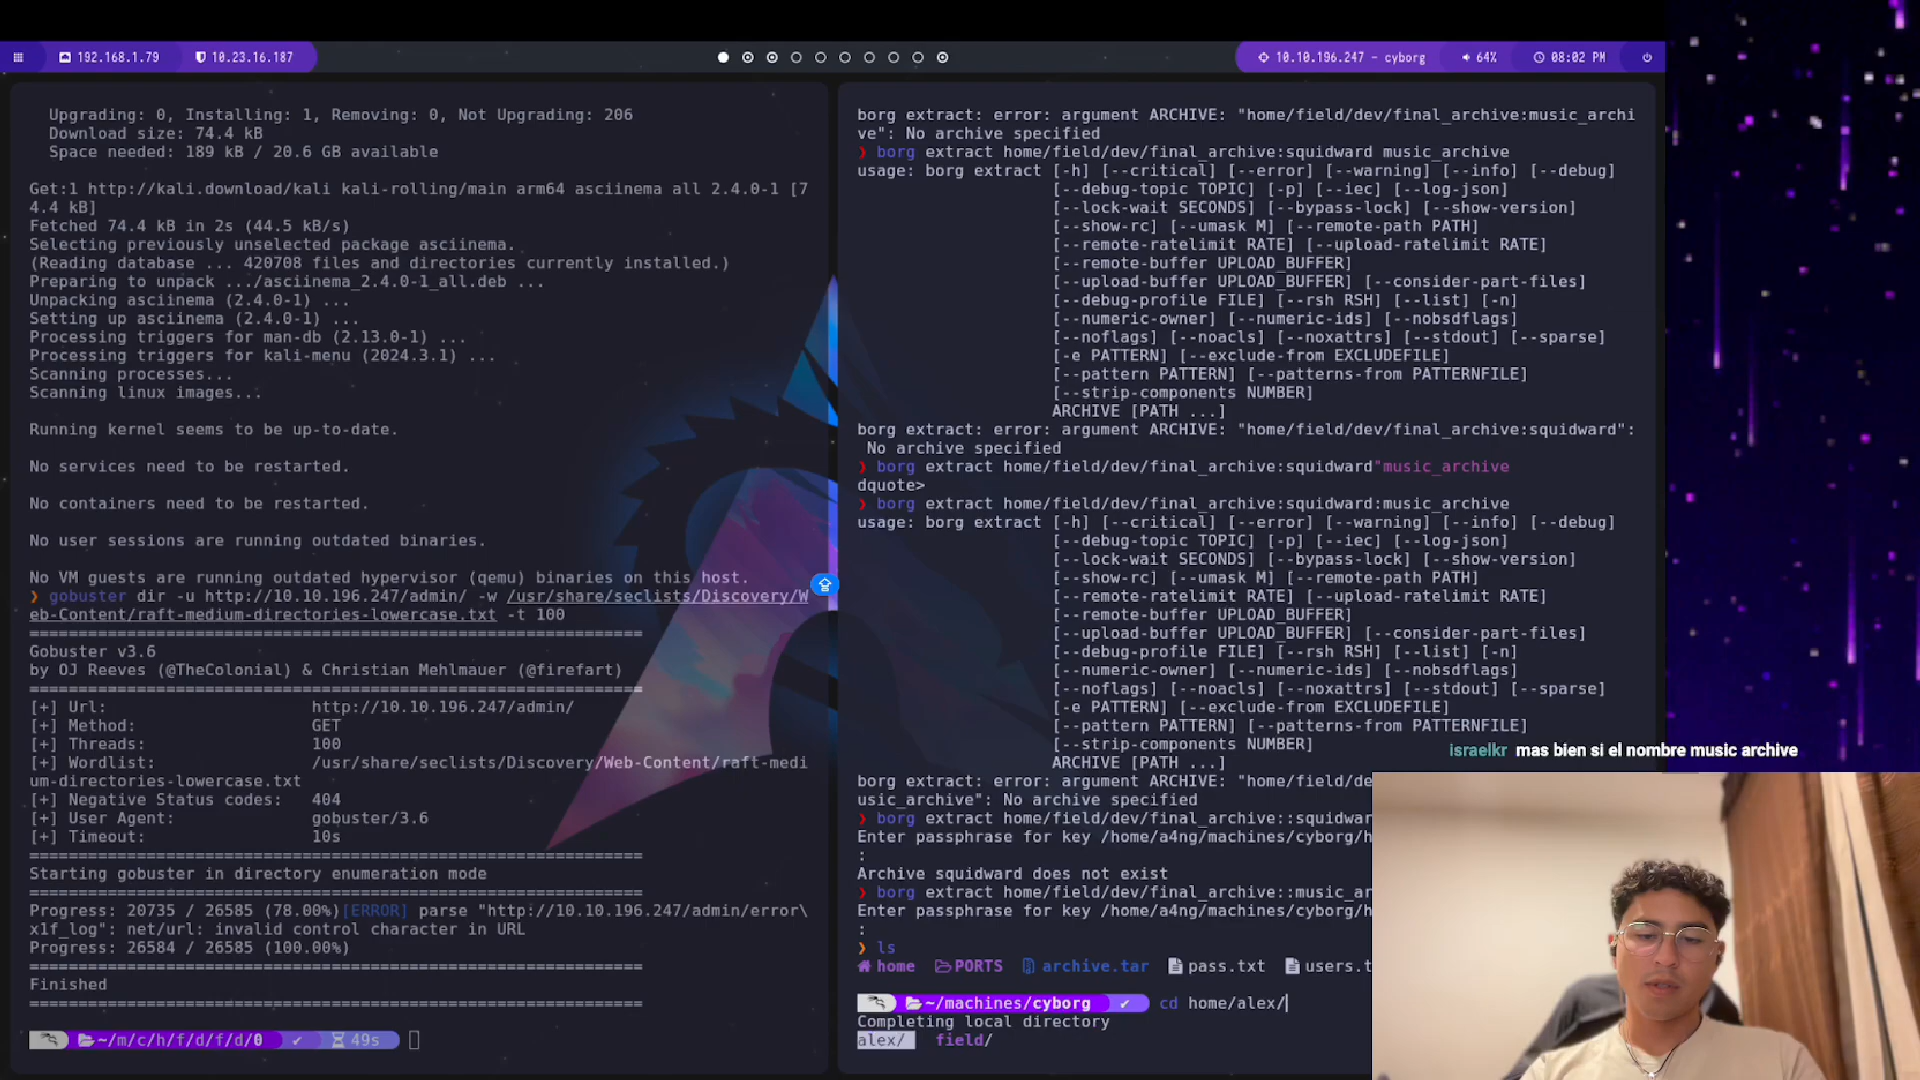 192.168.1.79
10.23.16.187
10.10.196.247 - cyborg
64%
08:02 PM
Upgrading: 0, Installing: 1, Removing: 0, Not Upgrading: 206
Download size: 74.4 kB
Space needed: 189 kB / 20.6 GB available
Get:1 http://kali.download/kali kali-rolling/main arm64 asciinema all 2.4.0-1 [7
4.4 kB]
Fetched 74.4 kB in 2s (44.5 kB/s)
Selecting previously unselected package asciinema.
(Reading database ... 420708 files and directories currently installed.)
Preparing to unpack .../asciinema_2.4.0-1_all.deb ...
Unpacking asciinema (2.4.0-1) ...
Setting up asciinema (2.4.0-1) ...
Processing triggers for man-db (2.13.0-1) ...
Processing triggers for kali-menu (2024.3.1) ...
Scanning processes...
Scanning linux images...
Running kernel seems to be up-to-date.
No services need to be restarted.
No containers need to be restarted.
No user sessions are running outdated binaries.
No VM guests are running outdated hypervisor (qemu) binaries on this host.
❯ gobuster dir -u http://10.10.196.247/admin/ -w /usr/share/seclists/Discovery/W
eb-Content/raft-medium-directories-lowercase.txt -t 100
===============================================================
Gobuster v3.6
by OJ Reeves (@TheColonial) & Christian Mehlmauer (@firefart)
===============================================================
[+] Url:                     http://10.10.196.247/admin/
[+] Method:                  GET
[+] Threads:                 100
[+] Wordlist:                /usr/share/seclists/Discovery/Web-Content/raft-medi
um-directories-lowercase.txt
[+] Negative Status codes:   404
[+] User Agent:              gobuster/3.6
[+] Timeout:                 10s
===============================================================
Starting gobuster in directory enumeration mode
===============================================================
Progress: 20735 / 26585 (78.00%)[ERROR] parse "http://10.10.196.247/admin/error\
x1f_log": net/url: invalid control character in URL
Progress: 26584 / 26585 (100.00%)
===============================================================
Finished
===============================================================
~/m/c/h/f/d/f/d/0 ✔ 49s
borg extract: error: argument ARCHIVE: "home/field/dev/final_archive:music_archi
ve": No archive specified
❯ borg extract home/field/dev/final_archive:squidward music_archive
usage: borg extract [-h] [--critical] [--error] [--warning] [--info] [--debug]
[--debug-topic TOPIC] [-p] [--iec] [--log-json]
[--lock-wait SECONDS] [--bypass-lock] [--show-version]
[--show-rc] [--umask M] [--remote-path PATH]
[--remote-ratelimit RATE] [--upload-ratelimit RATE]
[--remote-buffer UPLOAD_BUFFER]
[--upload-buffer UPLOAD_BUFFER] [--consider-part-files]
[--debug-profile FILE] [--rsh RSH] [--list] [-n]
[--numeric-owner] [--numeric-ids] [--nobsdflags]
[--noflags] [--noacls] [--noxattrs] [--stdout] [--sparse]
[-e PATTERN] [--exclude-from EXCLUDEFILE]
[--pattern PATTERN] [--patterns-from PATTERNFILE]
[--strip-components NUMBER]
ARCHIVE [PATH ...]
borg extract: error: argument ARCHIVE: "home/field/dev/final_archive:squidward":
No archive specified
❯ borg extract home/field/dev/final_archive:squidward"music_archive
dquote>
❯ borg extract home/field/dev/final_archive:squidward:music_archive
usage: borg extract [-h] [--critical] [--error] [--warning] [--info] [--debug]
[--debug-topic TOPIC] [-p] [--iec] [--log-json]
[--lock-wait SECONDS] [--bypass-lock] [--show-version]
[--show-rc] [--umask M] [--remote-path PATH]
[--remote-ratelimit RATE] [--upload-ratelimit RATE]
[--remote-buffer UPLOAD_BUFFER]
[--upload-buffer UPLOAD_BUFFER] [--consider-part-files]
[--debug-profile FILE] [--rsh RSH] [--list] [-n]
[--numeric-owner] [--numeric-ids] [--nobsdflags]
[--noflags] [--noacls] [--noxattrs] [--stdout] [--sparse]
[-e PATTERN] [--exclude-from EXCLUDEFILE]
[--pattern PATTERN] [--patterns-from PATTERNFILE]
[--strip-components NUMBER]
ARCHIVE [PATH ...]
borg extract: error: argument ARCHIVE: "home/field/de
usic_archive": No archive specified
❯ borg extract home/field/dev/final_archive::squidwar
Enter passphrase for key /home/a4ng/machines/cyborg/h
:
Archive squidward does not exist
❯ borg extract home/field/dev/final_archive::music_ar
Enter passphrase for key /home/a4ng/machines/cyborg/h
:
❯ ls
home PORTS archive.tar pass.txt users.t
~/machines/cyborg ✔ cd home/alex/
Completing local directory
alex/ field/
israelkr mas bien si el nombre music archive